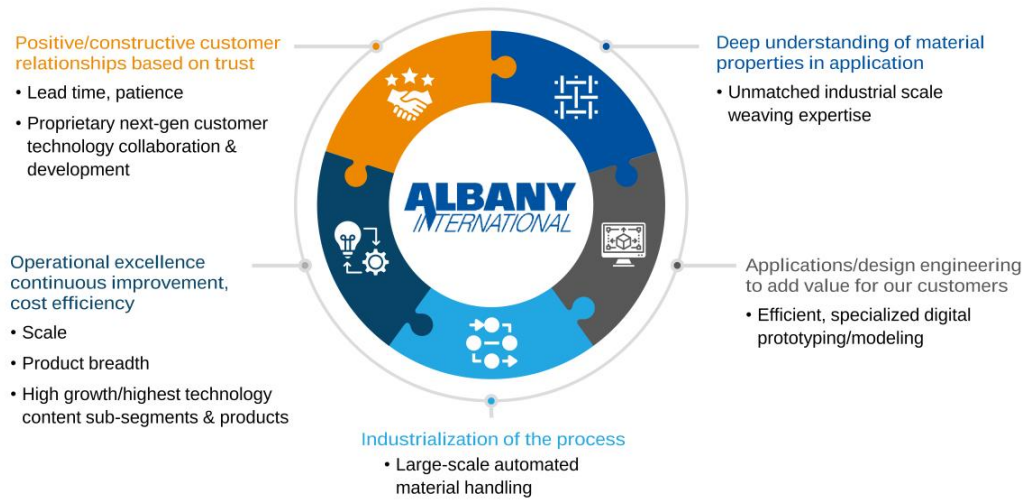 Positive/constructive customer
relationships based on trust
• Lead time, patience
• Proprietary next-gen customer
technology collaboration &
development
Deep understanding of material
properties in application
• Unmatched industrial scale
weaving expertise
ALBANY
INTERNATIONAL
Operational excellence
continuous improvement,
cost efficiency
• Scale
• Product breadth
• High growth/highest technology
content sub-segments & products
Applications/design engineering
to add value for our customers
• Efficient, specialized digital
prototyping/modeling
Industrialization of the process
• Large-scale automated
material handling